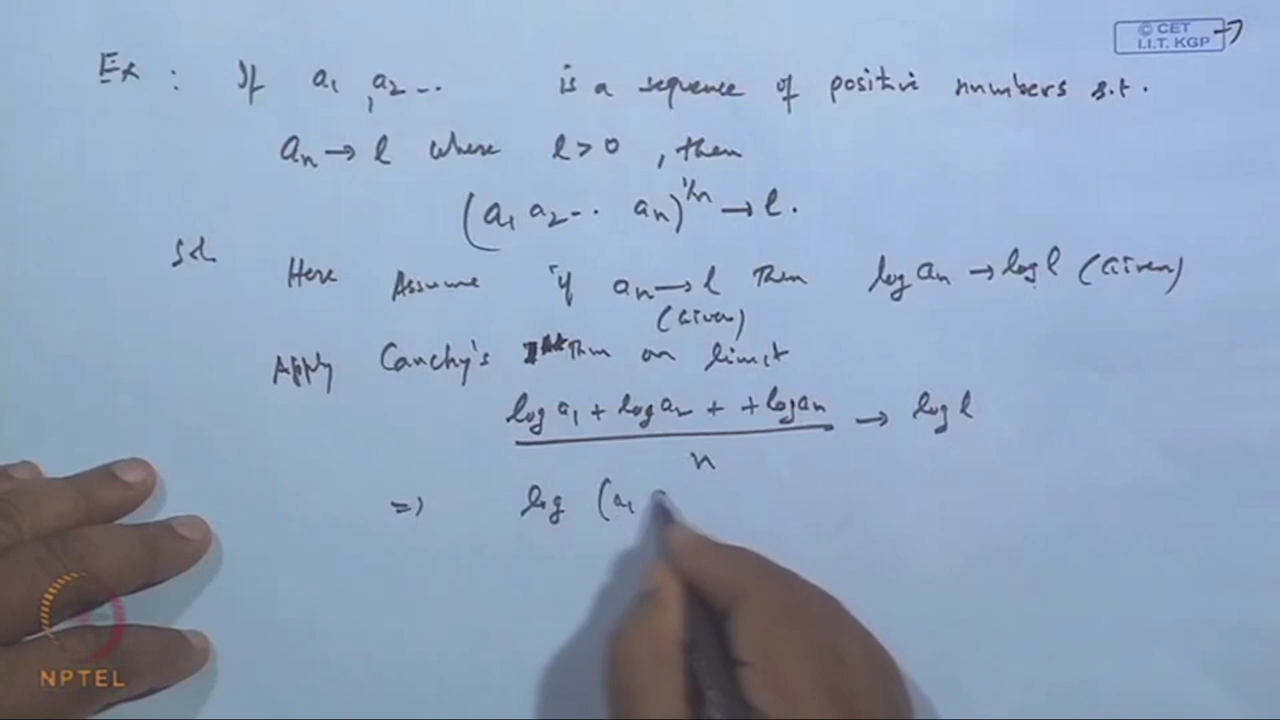 © CET
I.I.T. KGP
Ex : If a₁, a₂ -- is a sequence of positive numbers s.t.
aₙ → l where l > 0, then
(a₁ a₂ -- aₙ)^{1/n} → l.
Sol
Here Assume if aₙ → l Then log aₙ → log l (Given)
(Given)
Apply Cauchy's Thm on limit
log a₁ + log a₂ + + log aₙ → log l
n
=> log (a₁
NPTEL